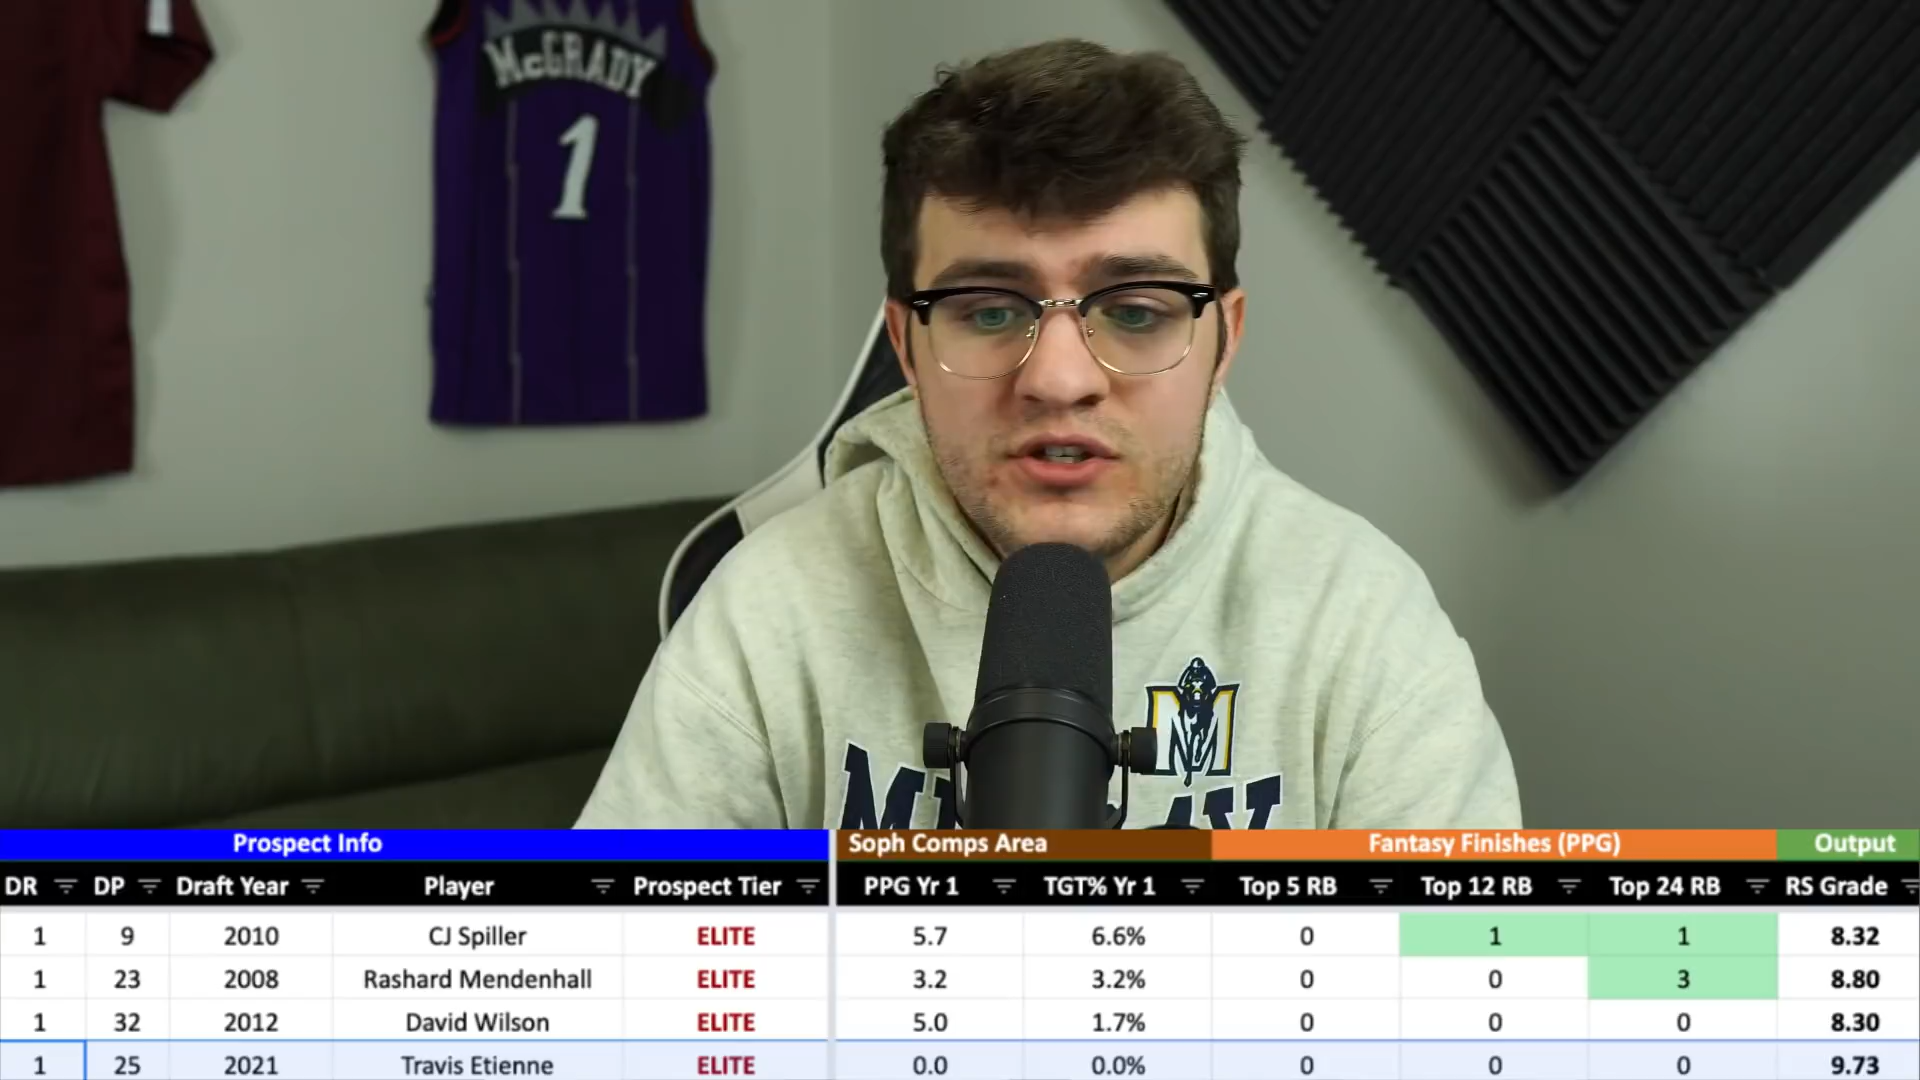 McGRADY
1
M
Prospect Info Soph Comps Area Fantasy Finishes (PPG) Output
DR DP Draft Year Player Prospect Tier PPG Yr 1 TGT% Yr 1 Top 5 RB Top 12 RB Top 24 RB RS Grade
1 9 2010 CJ Spiller ELITE 5.7 6.6% 0 1 1 8.32
1 23 2008 Rashard Mendenhall ELITE 3.2 3.2% 0 0 3 8.80
1 32 2012 David Wilson ELITE 5.0 1.7% 0 0 0 8.30
1 25 2021 Travis Etienne ELITE 0.0 0.0% 0 0 0 9.73